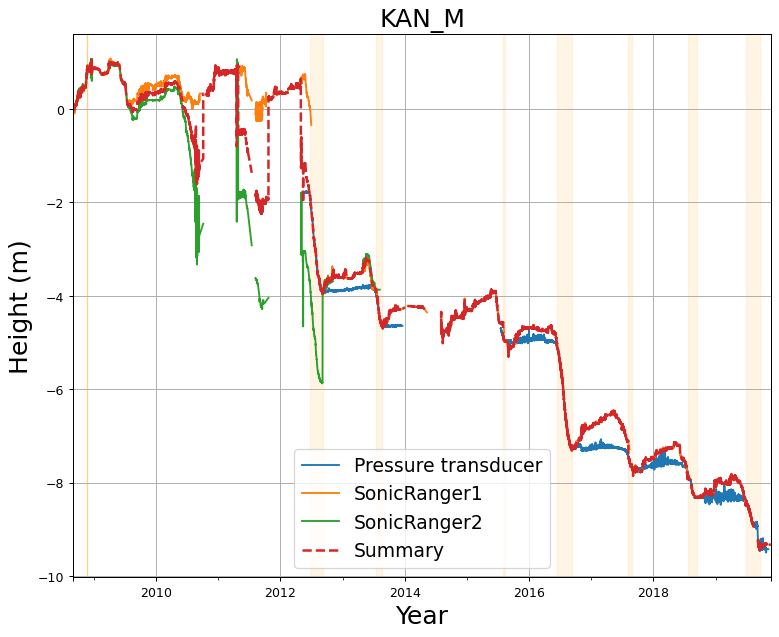 KAN_M
Height (m)
0
−2
−4
−6
−8
−10
Pressure transducer
SonicRanger1
SonicRanger2
Summary
2010
2012
2014
2016
2018
Year